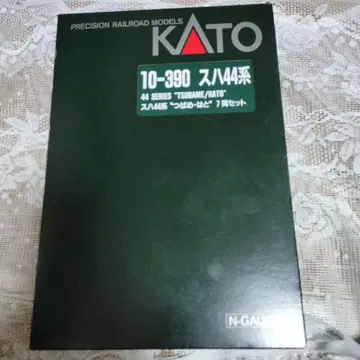 PRECISION RAILROAD MODELS
KATO
10-390 スハ44系
44 SERIES "TSUBAME/HATO"
スハ44系 "つばめ・はと" 7両セット